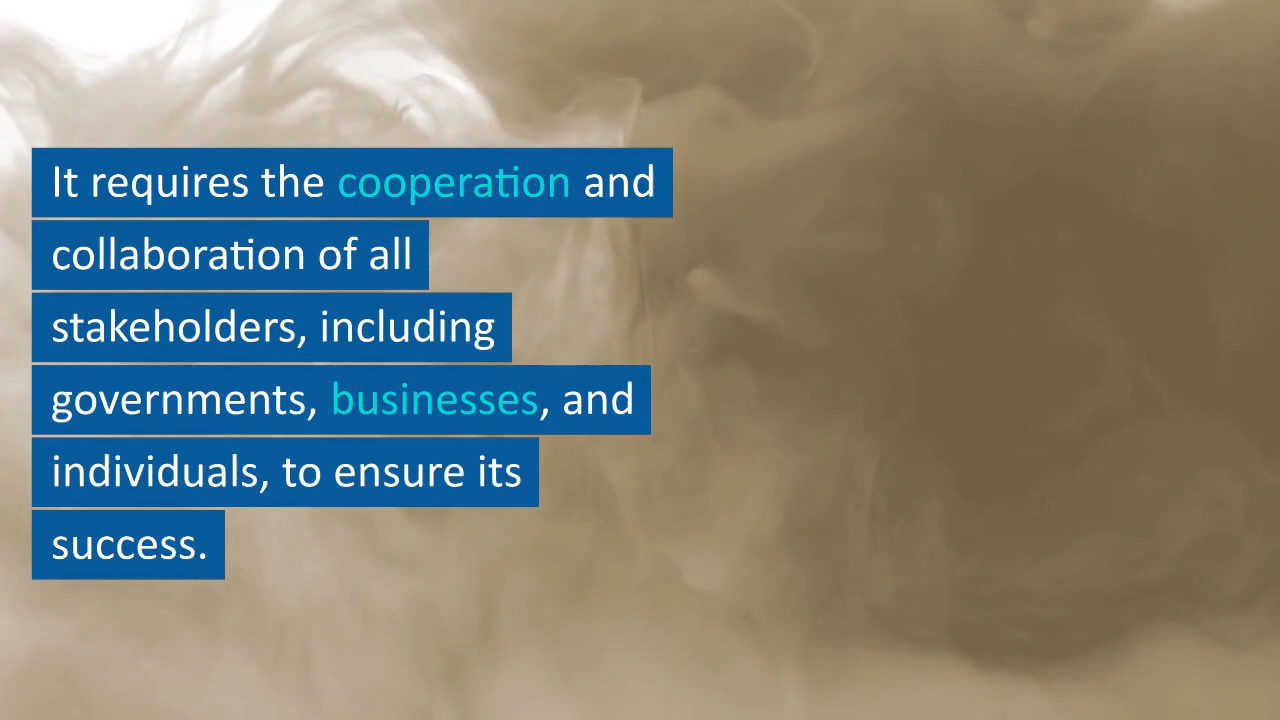 It requires the cooperation and
collaboration of all
stakeholders, including
governments, businesses, and
individuals, to ensure its
success.